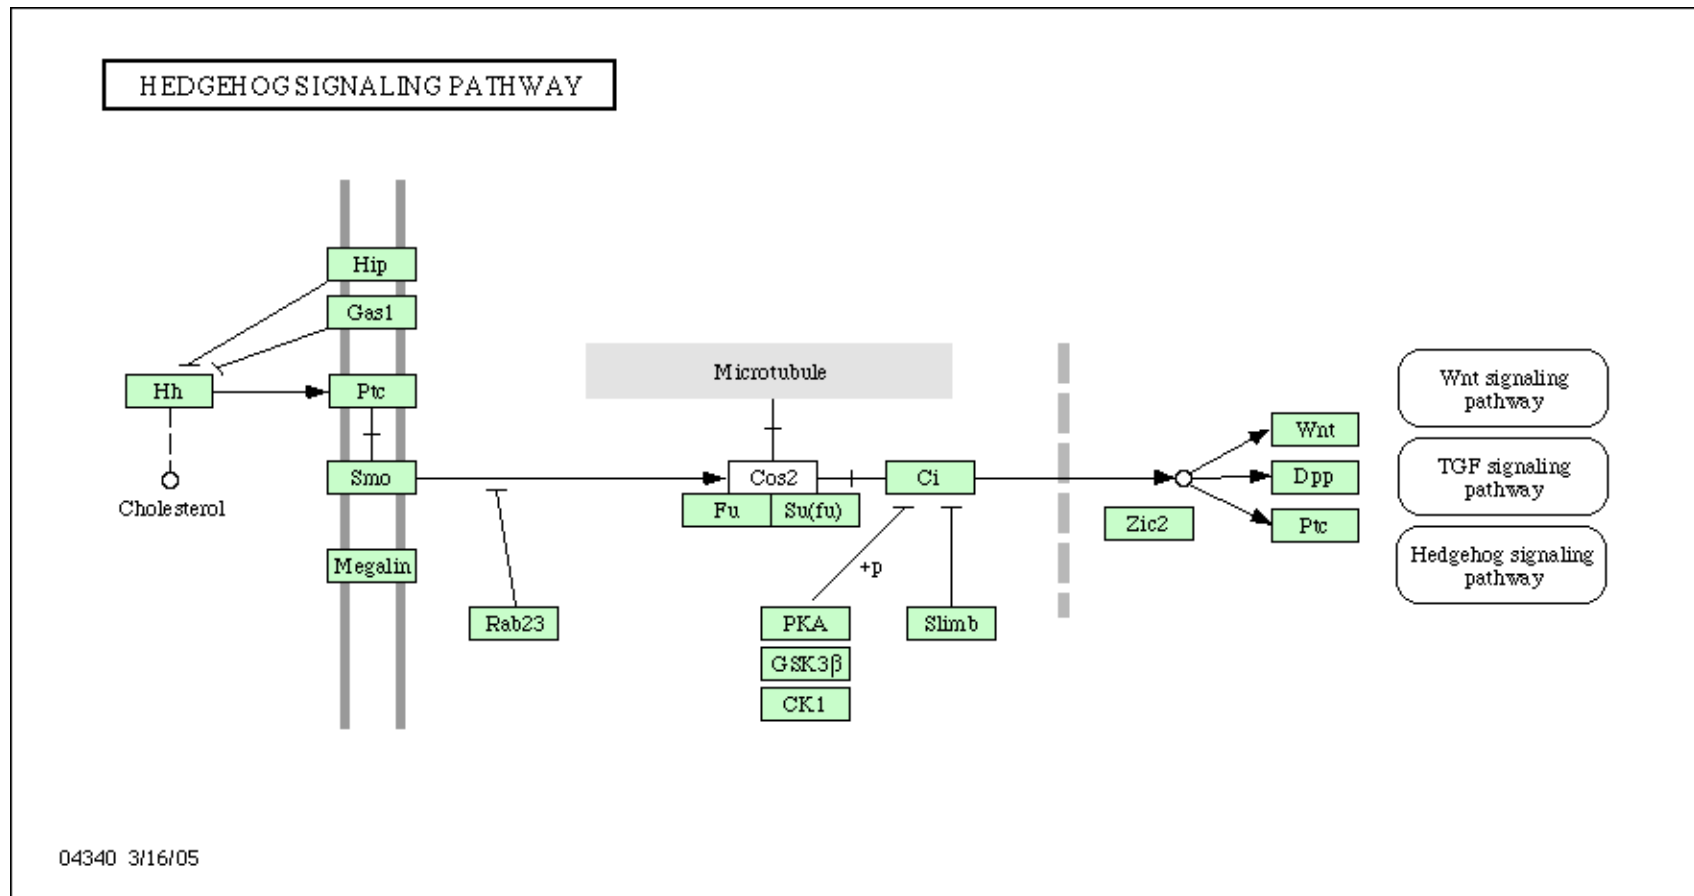 HEDGEHOG SIGNALING PATHWAY
Hip
Gas1
Hh
Ptc
Microtubule
Wnt signaling
pathway
Wnt
Smo
Cos2
Ci
Dpp
TGF signaling
pathway
Cholesterol
Fu
Su(fu)
Zic2
Ptc
Hedgehog signaling
pathway
Megalin
+p
Rab23
PKA
Slimb
GSK3β
CK1
04340 3/16/05